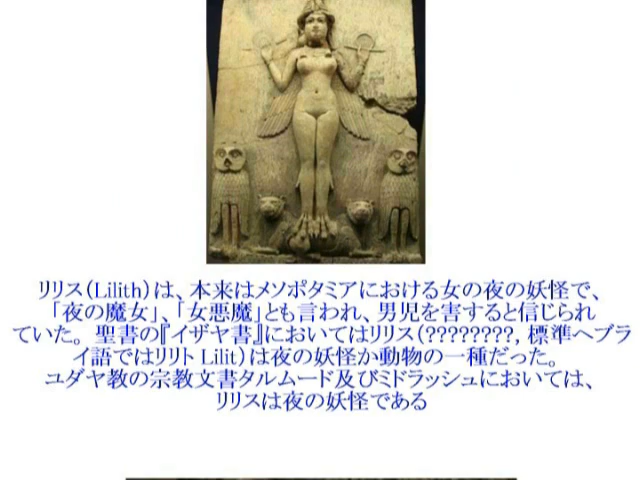 リリス(Lilith)は、本来はメソポタミアにおける女の夜の妖怪で、
「夜の魔女」、「女悪魔」とも言われ、男児を害すると信じられ
ていた。 聖書の『イザヤ書』においてはリリス(????????, 標準ヘブラ
イ語ではリリト Lilit)は夜の妖怪か動物の一種だった。
ユダヤ教の宗教文書タルムード及びミドラッシュにおいては、
リリスは夜の妖怪である